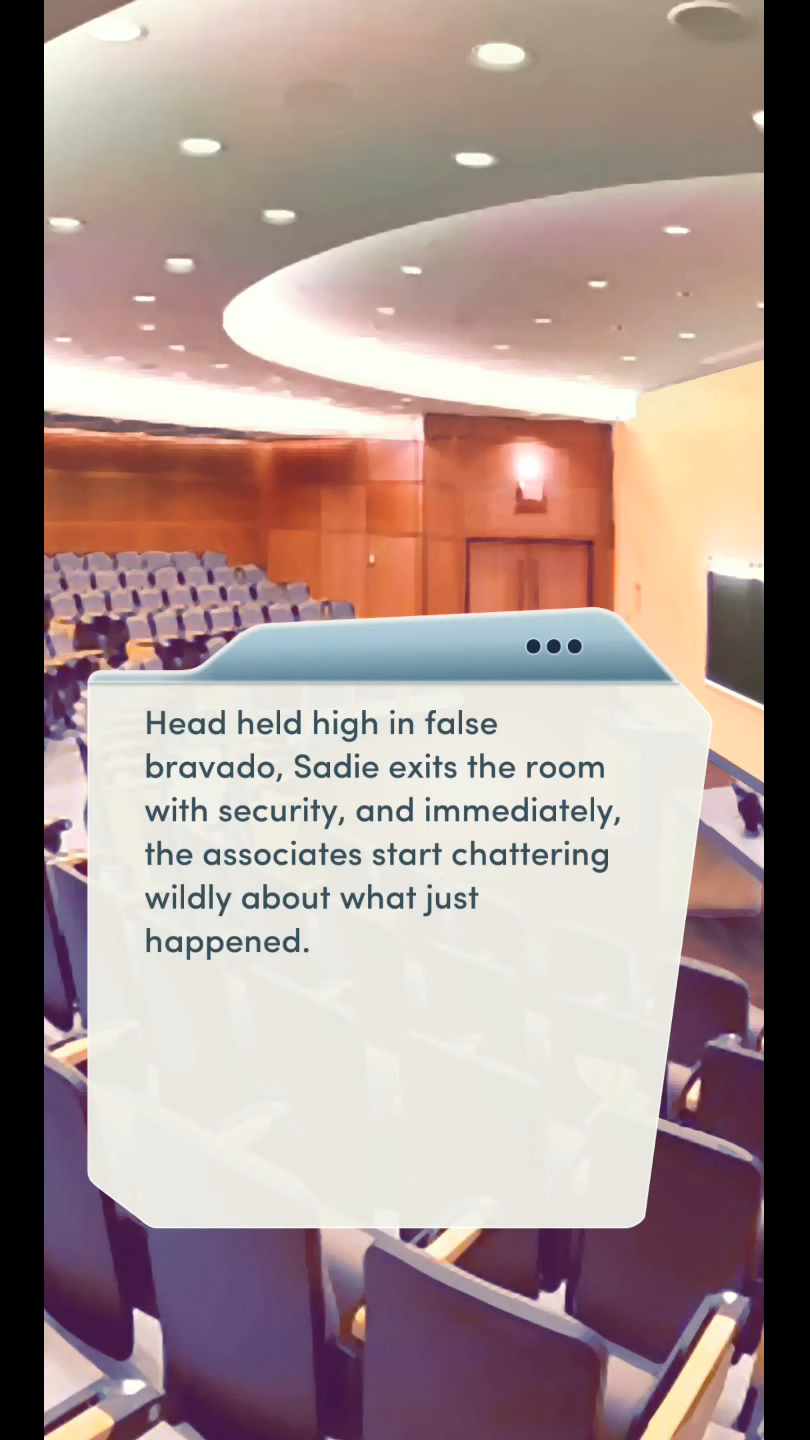 Head held high in false
bravado, Sadie exits the room
with security, and immediately,
the associates start chattering
wildly about what just
happened.